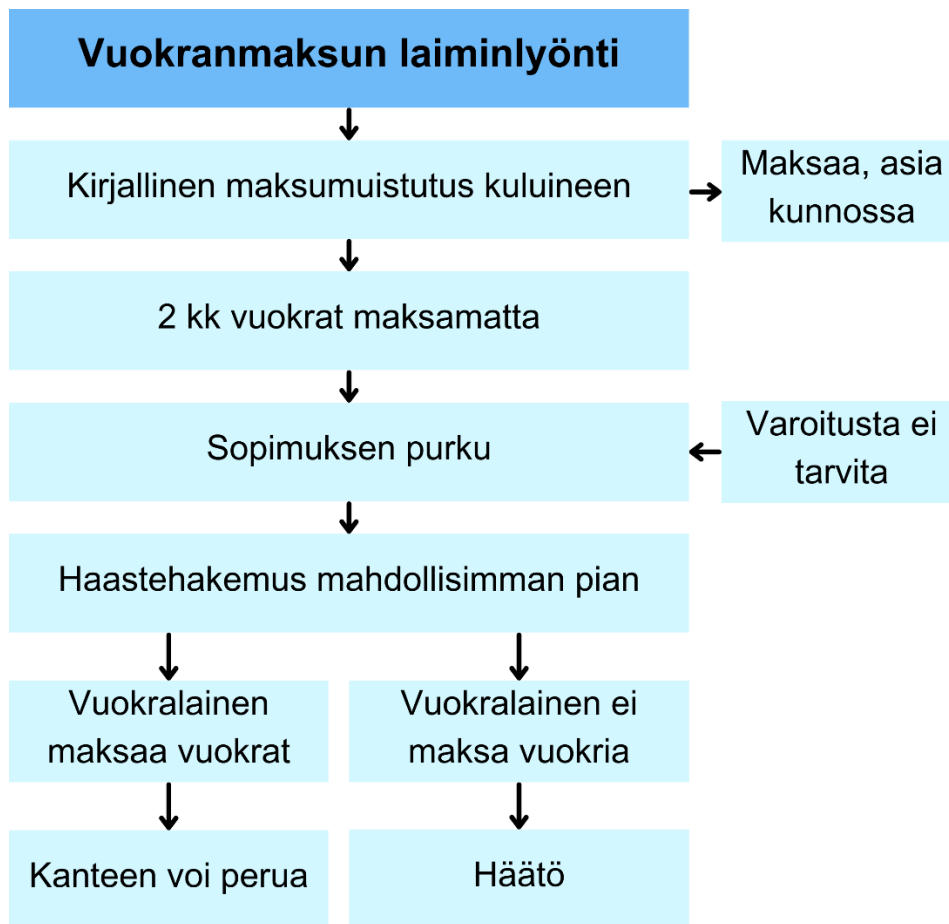 Vuokranmaksun laiminlyönti
Kirjallinen maksumuistutus kuluineen
Maksaa, asia
kunnossa
2 kk vuokrat maksamatta
Sopimuksen purku
Varoitusta ei
tarvita
Haastehakemus mahdollisimman pian
Vuokralainen
maksaa vuokrat
Vuokralainen ei
maksa vuokria
Kanteen voi perua
Häätö